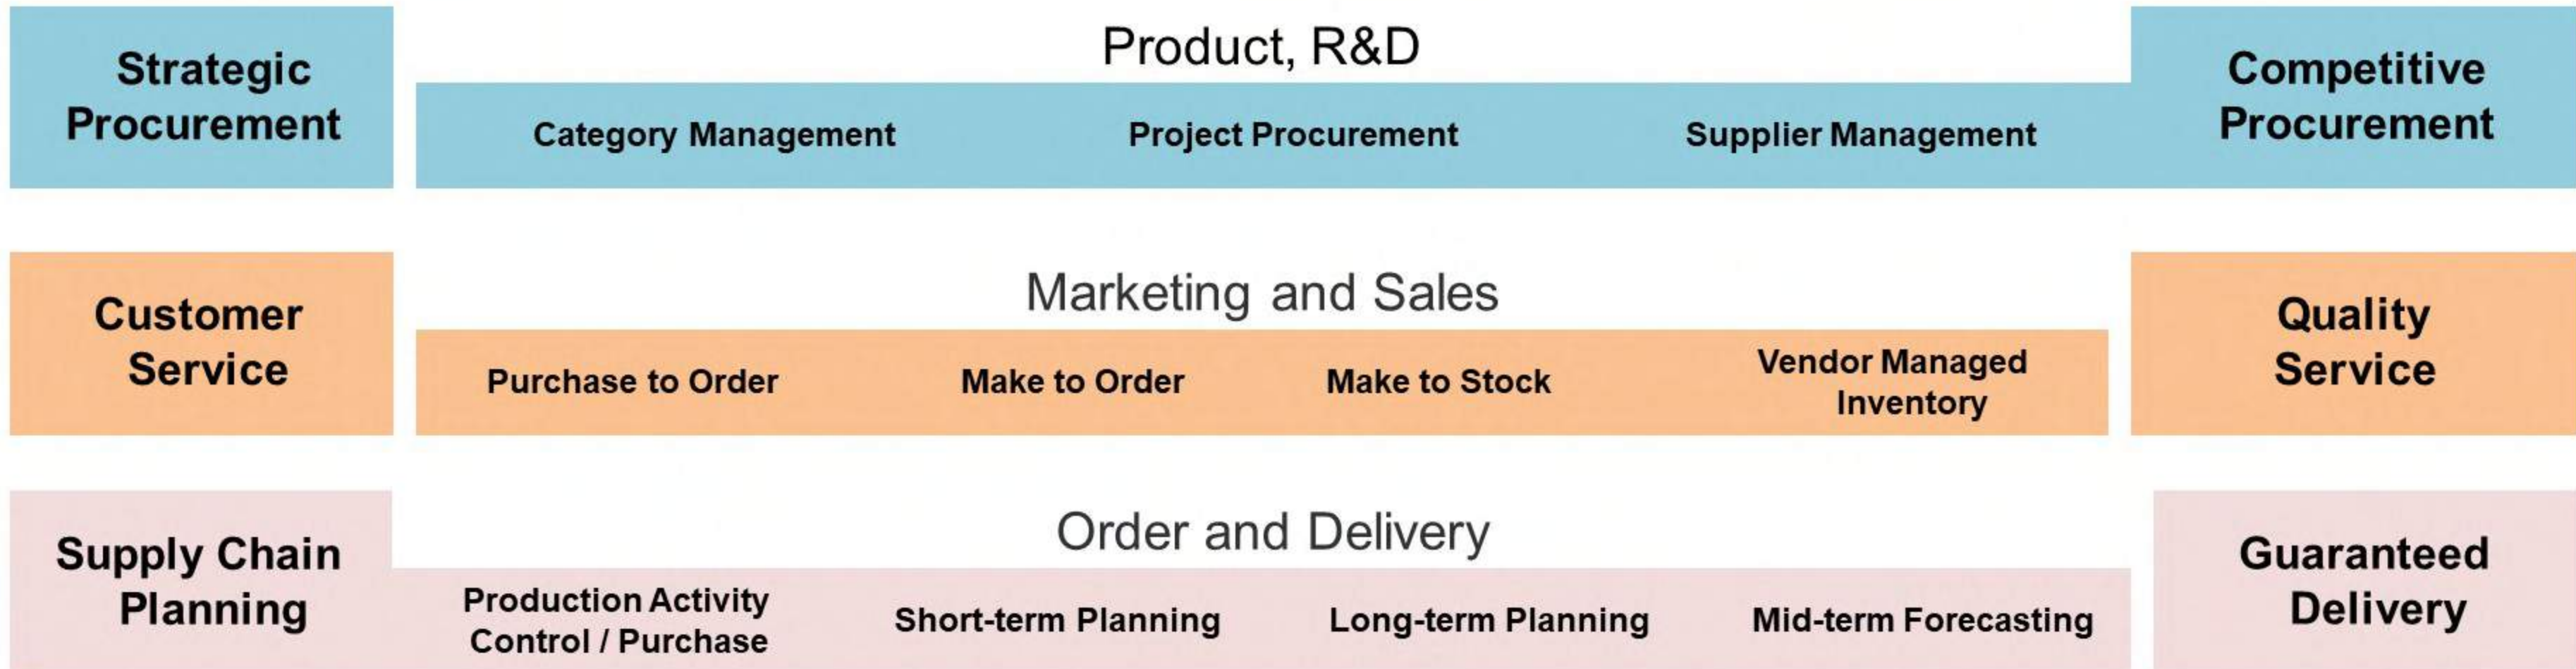 Strategic
Procurement
Product, R&D
Category Management
Project Procurement
Supplier Management
Competitive
Procurement
Customer
Service
Marketing and Sales
Purchase to Order
Make to Order
Make to Stock
Vendor Managed
Inventory
Quality
Service
Supply Chain
Planning
Order and Delivery
Production Activity
Control / Purchase
Short-term Planning
Long-term Planning
Mid-term Forecasting
Guaranteed
Delivery